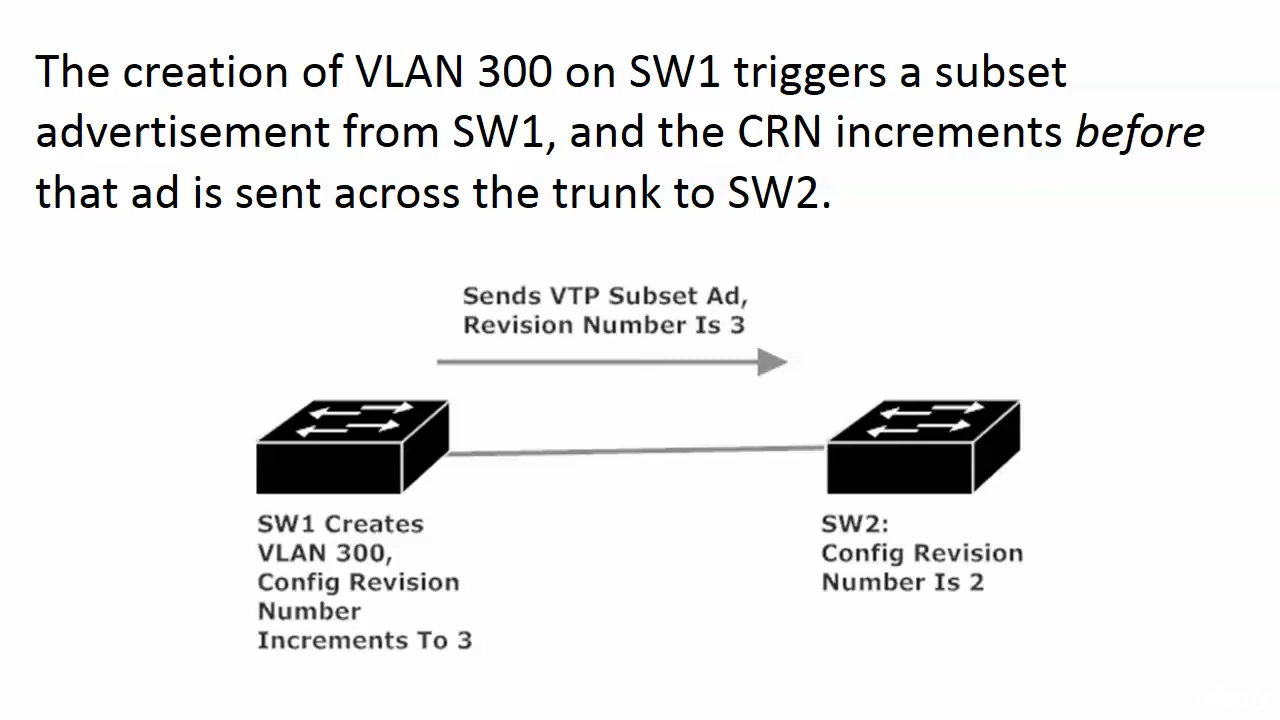 The creation of VLAN 300 on SW1 triggers a subset
advertisement from SW1, and the CRN increments before
that ad is sent across the trunk to SW2.
Sends VTP Subset Ad,
Revision Number Is 3
SW1 Creates
VLAN 300,
Config Revision
Number
Increments To 3
SW2:
Config Revision
Number Is 2